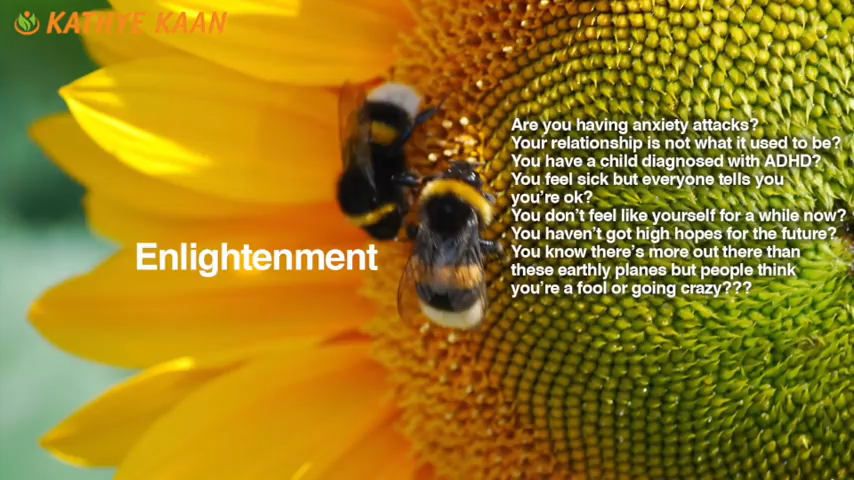 KATHYE KAAN
Are you having anxiety attacks?
Your relationship is not what it used to be?
You have a child diagnosed with ADHD?
You feel sick but everyone tells you
you're ok?
You don't feel like yourself for a while now?
You haven't got high hopes for the future?
You know there's more out there than
these earthly planes but people think
you're a fool or going crazy???
Enlightenment